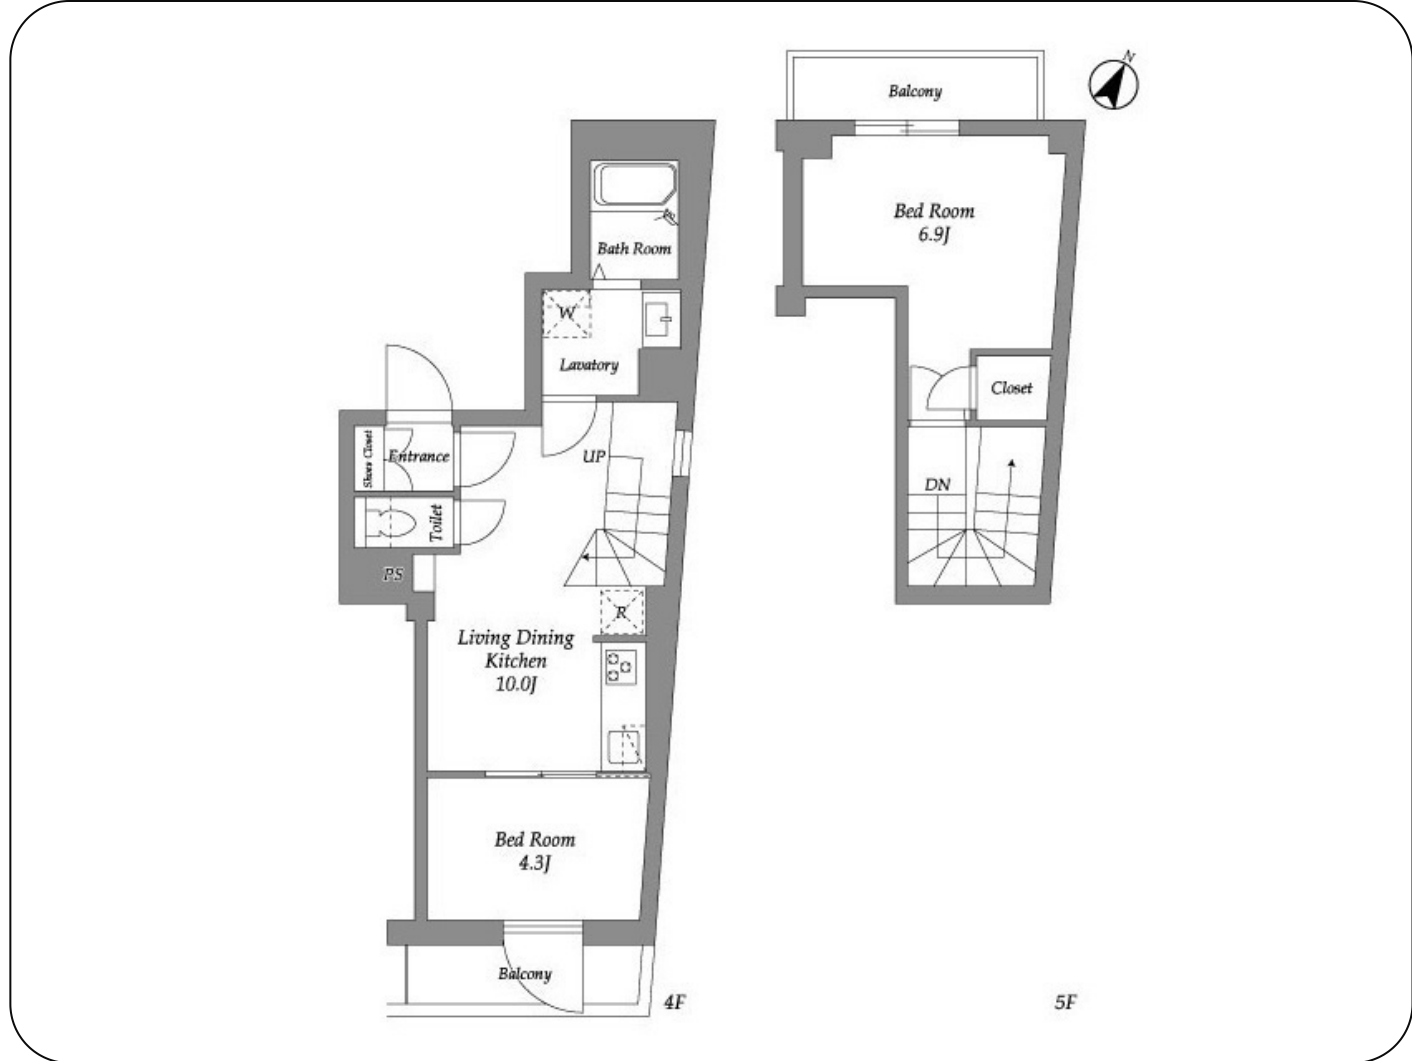 N
Balcony
Bed Room
6.9J
Bath Room
W
Lavatory
Closet
Shoes Closet
Entrance
UP
DN
Toilet
PS
R
Living Dining
Kitchen
10.0J
Bed Room
4.3J
Balcony
4F
5F